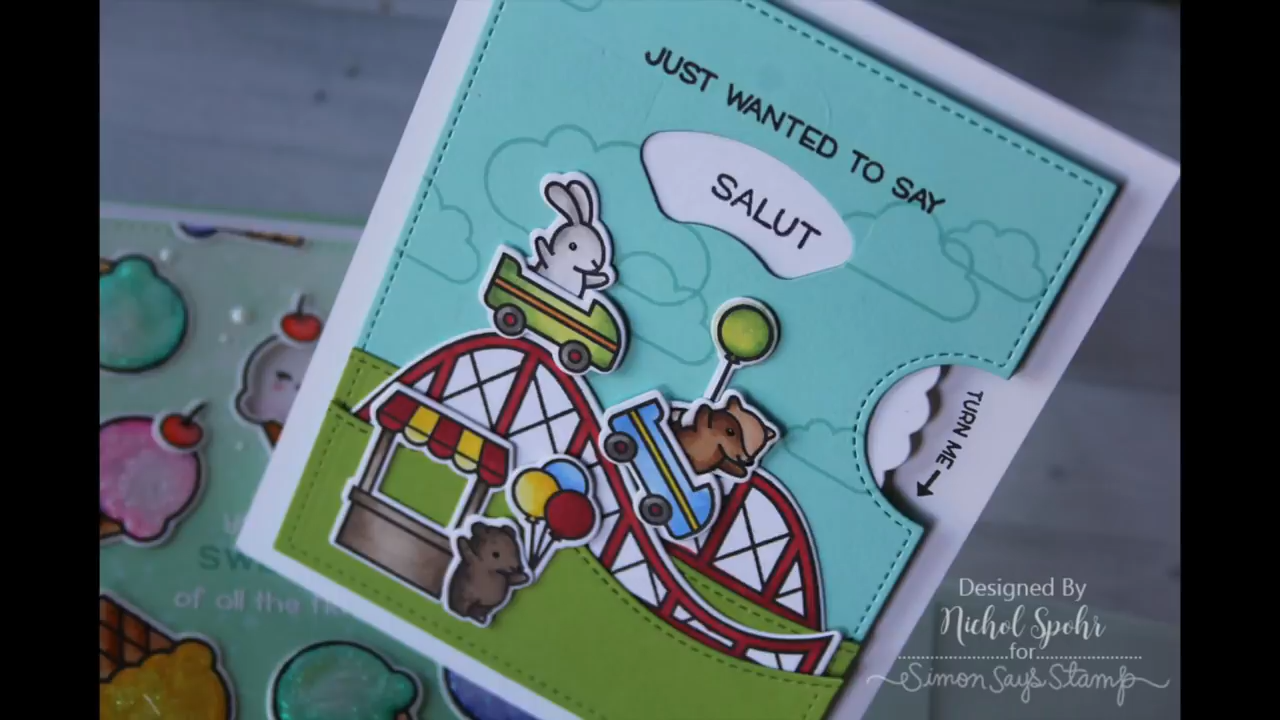 JUST WANTED TO SAY
SALUT
TURN ME
of all the
Designed By
Nichol Spohr
for
Simon Says Stamp